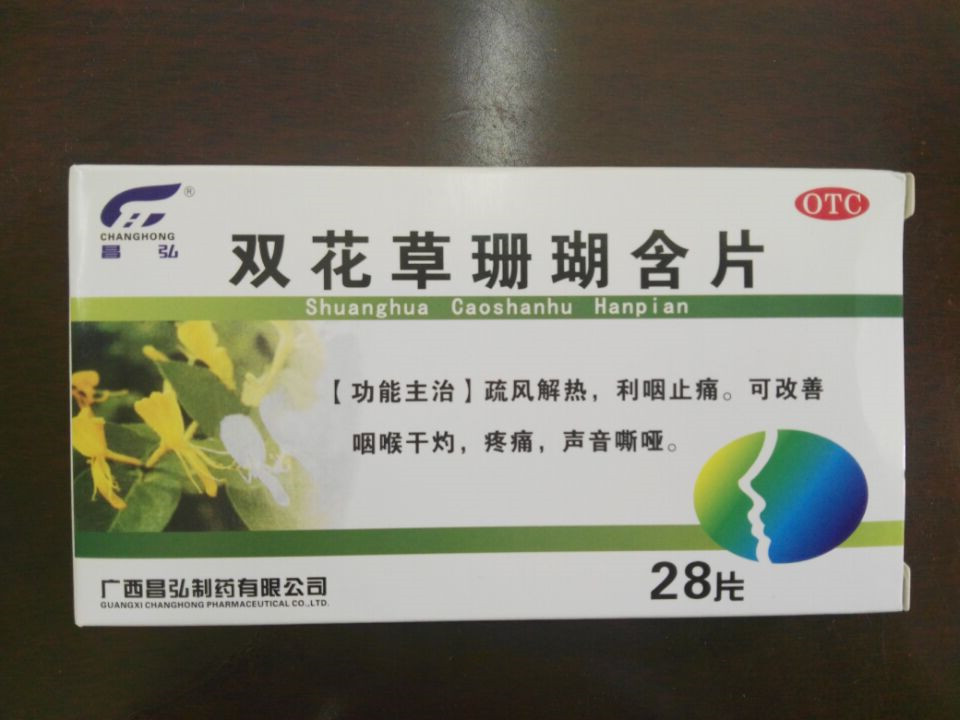 ®
CHANGHONG
昌弘
OTC
双花草珊瑚含片
Shuanghua Caoshanhu Hanpian
【功能主治】疏风解热，利咽止痛。可改善
咽喉干灼，疼痛，声音嘶哑。
广西昌弘制药有限公司
GUANGXI CHANGHONG PHARMACEUTICAL CO.,LTD.
28片